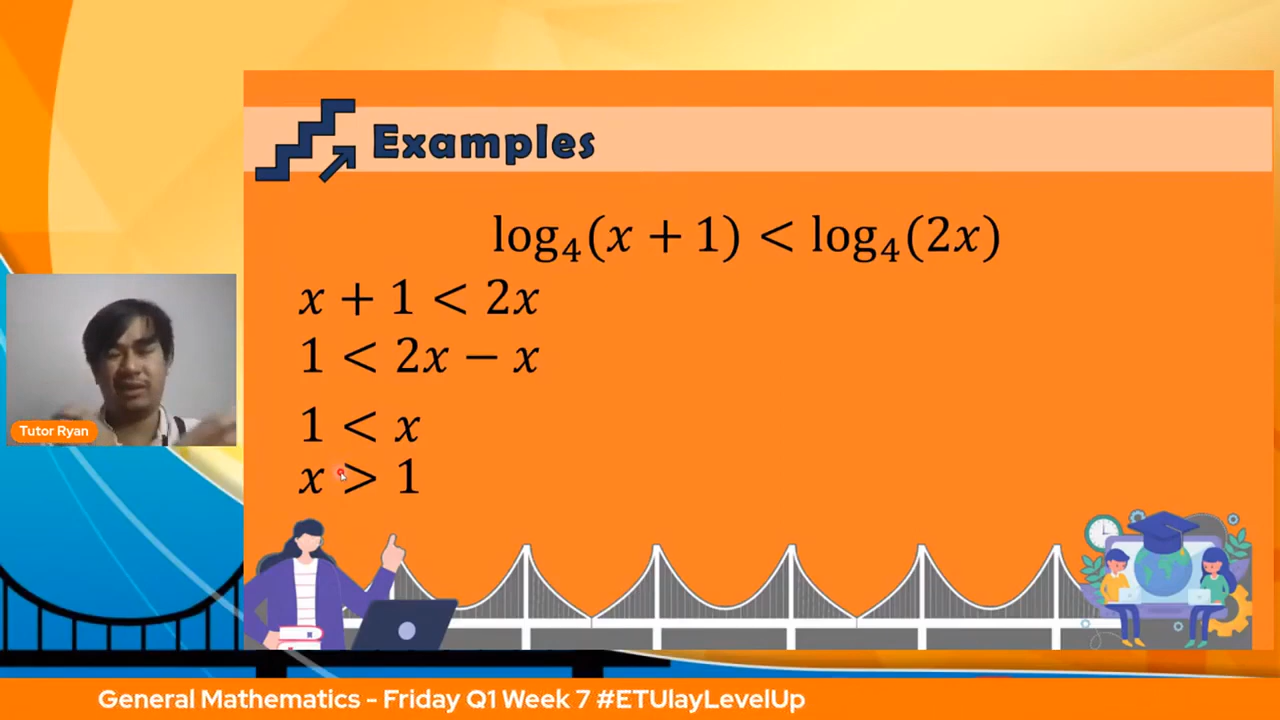 Examples
log₄(x + 1) < log₄(2x)
x + 1 < 2x
1 < 2x − x
1 < x
x > 1
Tutor Ryan
General Mathematics - Friday Q1 Week 7 #ETUlayLevelUp